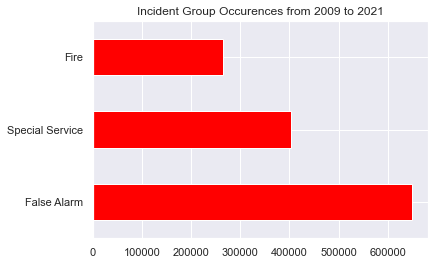 Incident Group Occurences from 2009 to 2021
Fire
Special Service
False Alarm
0 100000 200000 300000 400000 500000 600000